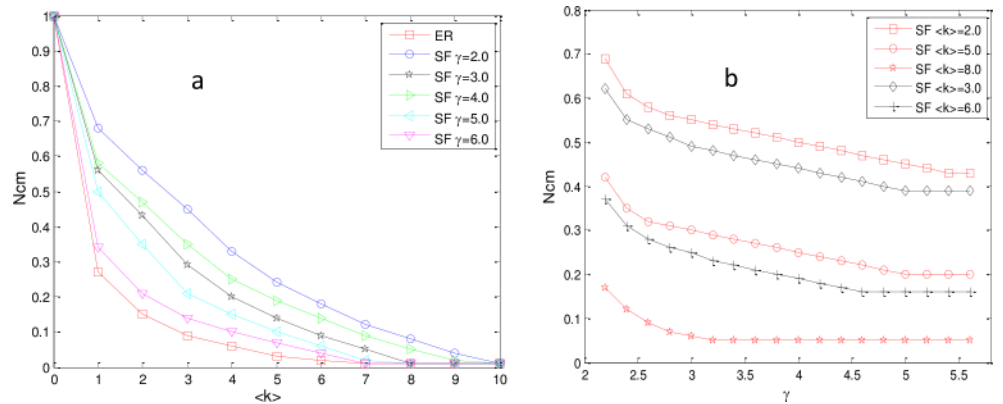 a
ER
SF γ=2.0
SF γ=3.0
SF γ=4.0
SF γ=5.0
SF γ=6.0
Ncm
1
0.9
0.8
0.7
0.6
0.5
0.4
0.3
0.2
0.1
0
0 1 2 3 4 5 6 7 8 9 10
<k>
b
SF <k>=2.0
SF <k>=5.0
SF <k>=8.0
SF <k>=3.0
SF <k>=6.0
Ncm
0.8
0.7
0.6
0.5
0.4
0.3
0.2
0.1
0
2 2.5 3 3.5 4 4.5 5 5.5
γ